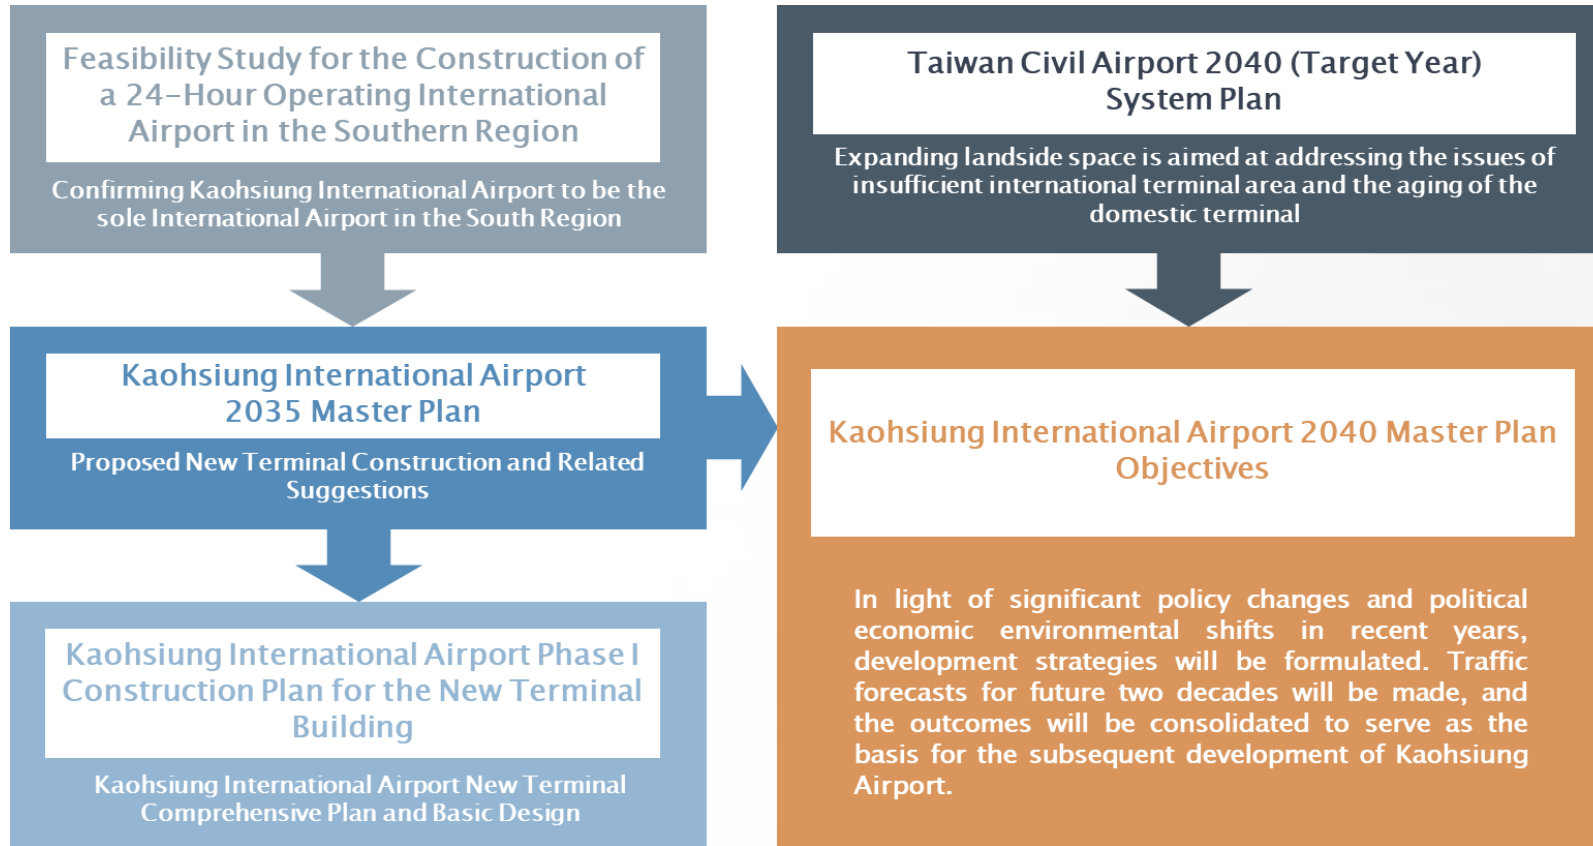 Feasibility Study for the Construction of
a 24-Hour Operating International
Airport in the Southern Region
Confirming Kaohsiung International Airport to be the
sole International Airport in the South Region
Taiwan Civil Airport 2040 (Target Year)
System Plan
Expanding landside space is aimed at addressing the issues of
insufficient international terminal area and the aging of the
domestic terminal
Kaohsiung International Airport
2035 Master Plan
Proposed New Terminal Construction and Related
Suggestions
Kaohsiung International Airport 2040 Master Plan
Objectives
In light of significant policy changes and political
economic environmental shifts in recent years,
development strategies will be formulated. Traffic
forecasts for future two decades will be made, and
the outcomes will be consolidated to serve as the
basis for the subsequent development of Kaohsiung
Airport.
Kaohsiung International Airport Phase I
Construction Plan for the New Terminal
Building
Kaohsiung International Airport New Terminal
Comprehensive Plan and Basic Design